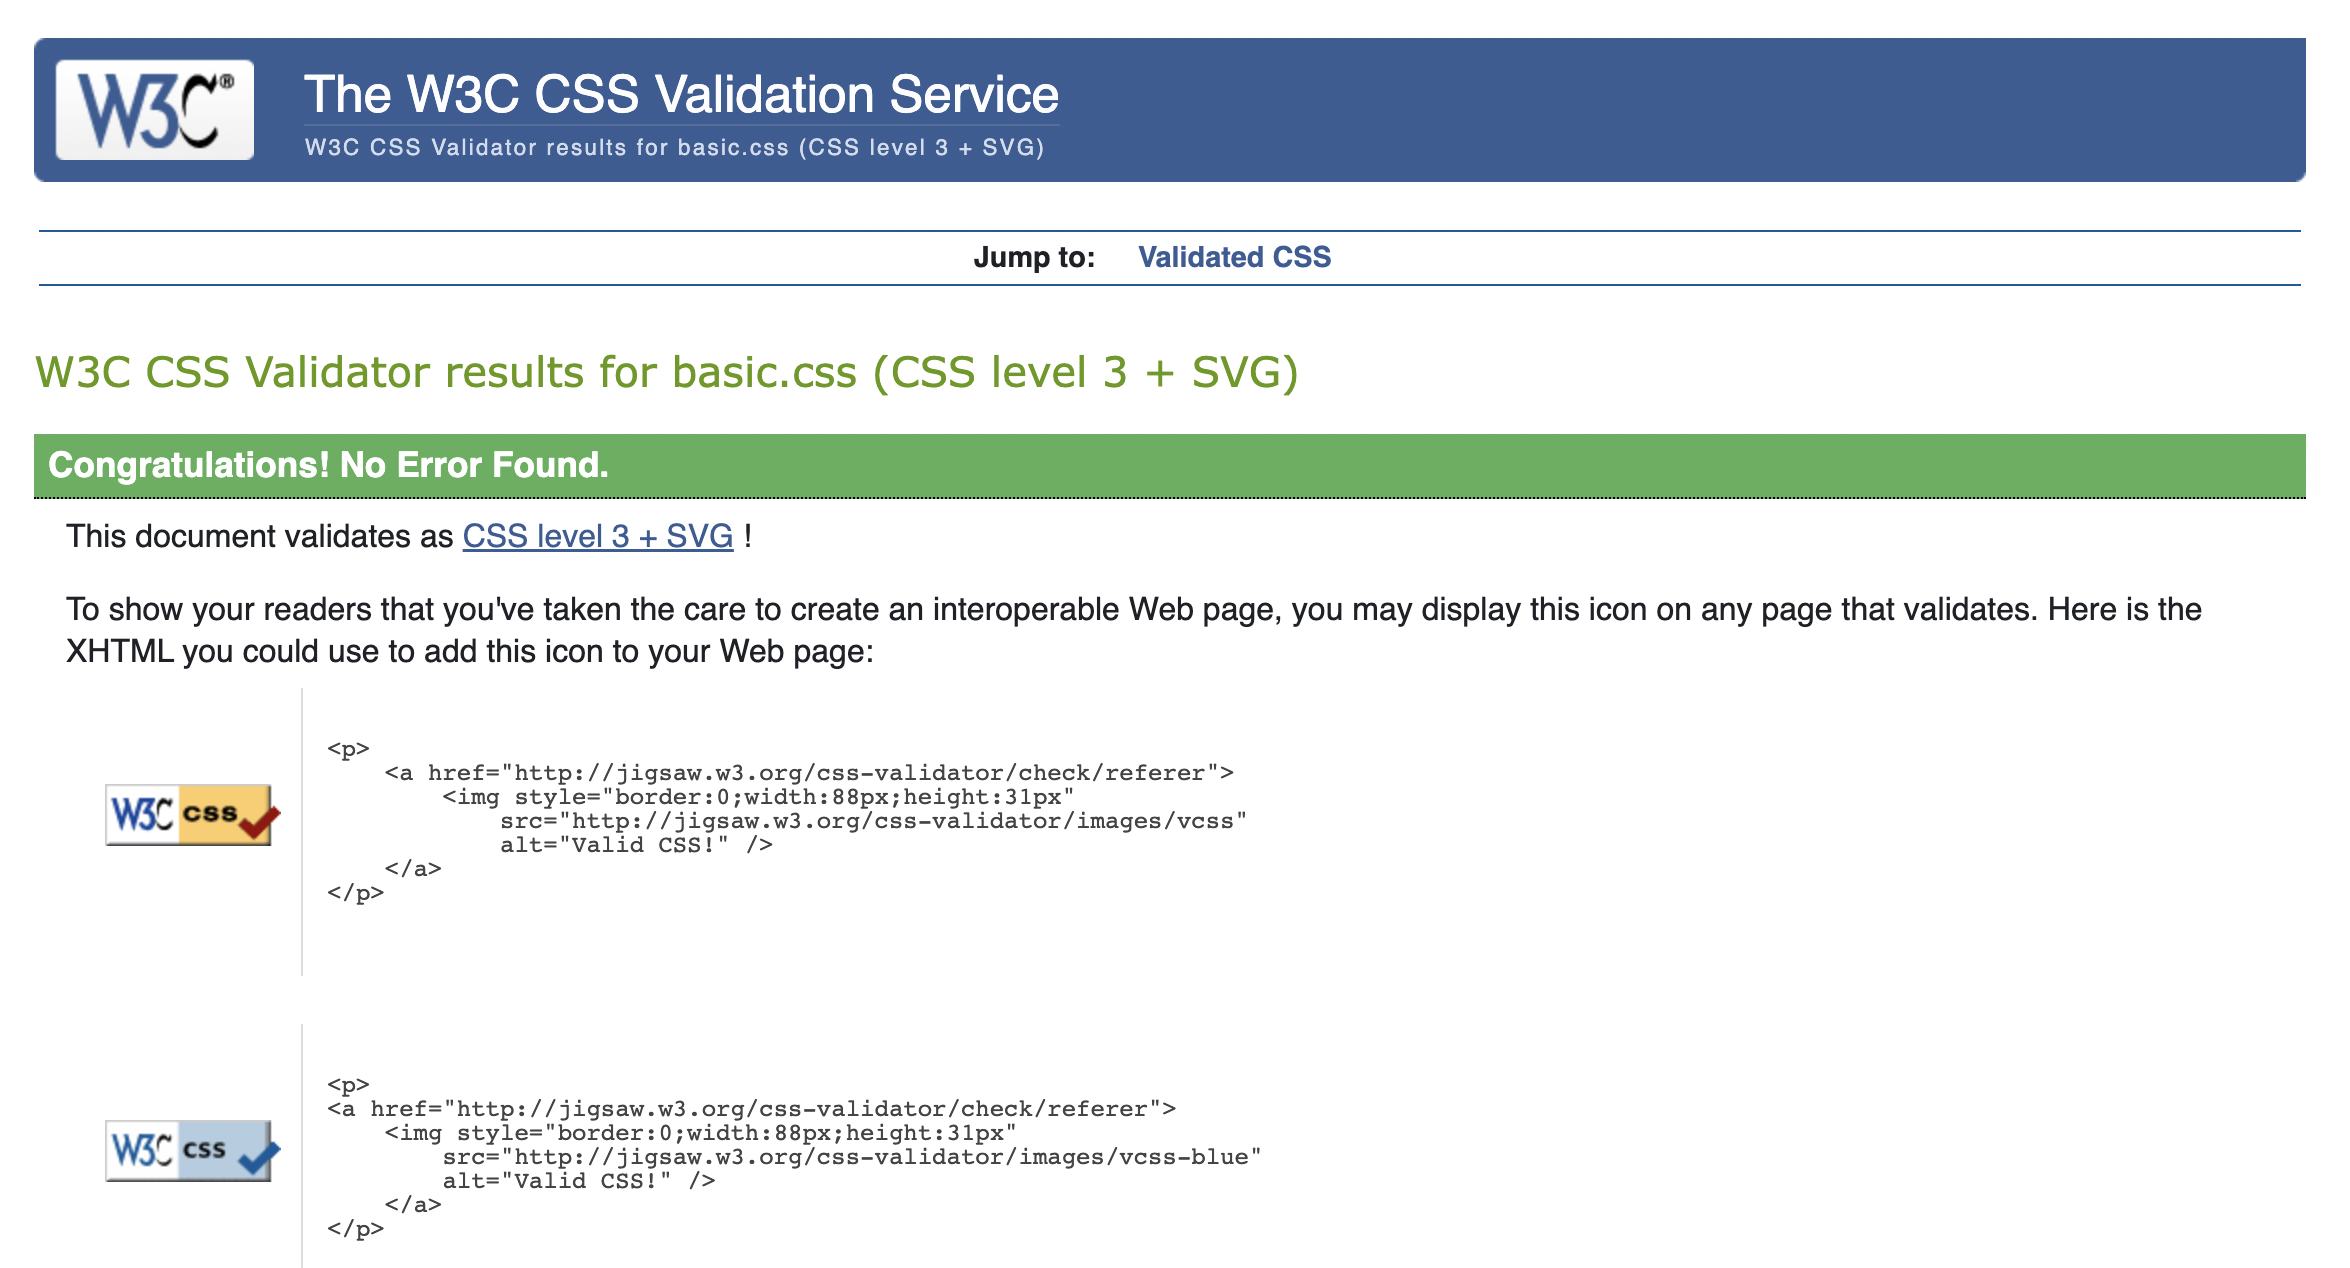 W3C®
The W3C CSS Validation Service
W3C CSS Validator results for basic.css (CSS level 3 + SVG)
Jump to: Validated CSS
W3C CSS Validator results for basic.css (CSS level 3 + SVG)
Congratulations! No Error Found.
This document validates as CSS level 3 + SVG !
To show your readers that you've taken the care to create an interoperable Web page, you may display this icon on any page that validates. Here is the
XHTML you could use to add this icon to your Web page:
W3C css
<p>
    <a href="http://jigsaw.w3.org/css-validator/check/referer">
        <img style="border:0;width:88px;height:31px"
            src="http://jigsaw.w3.org/css-validator/images/vcss"
            alt="Valid CSS!" />
    </a>
</p>
W3C css
<p>
<a href="http://jigsaw.w3.org/css-validator/check/referer">
    <img style="border:0;width:88px;height:31px"
        src="http://jigsaw.w3.org/css-validator/images/vcss-blue"
        alt="Valid CSS!" />
    </a>
</p>